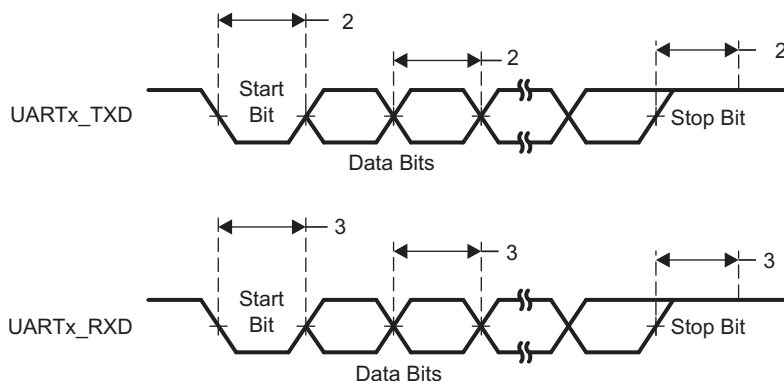 2
2
2
UARTx_TXD
Start
Bit
Stop Bit
Data Bits
3
3
3
UARTx_RXD
Start
Bit
Stop Bit
Data Bits